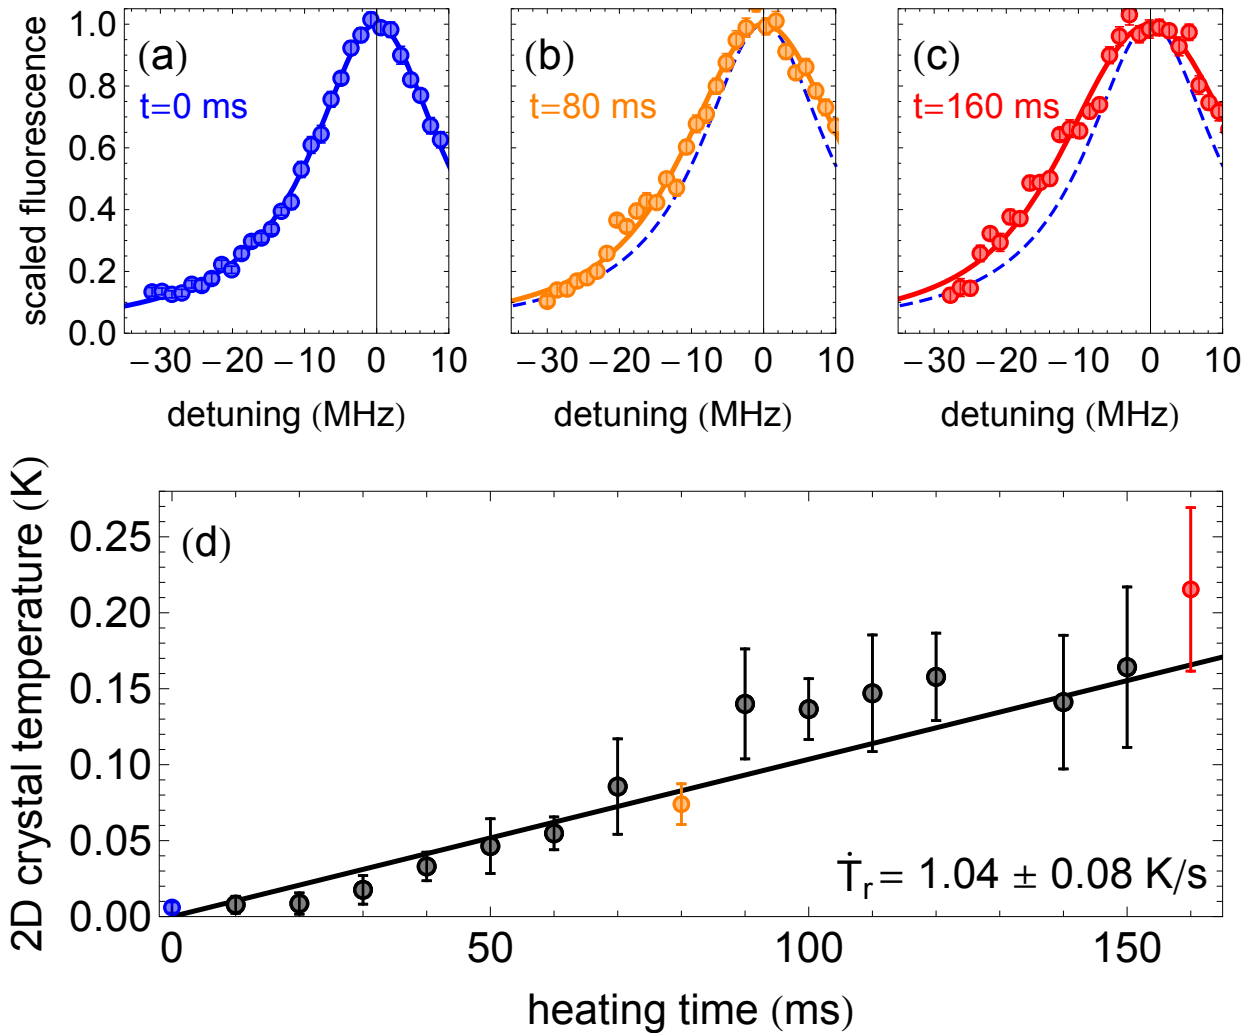 scaled fluorescence
1.0
0.8
0.6
0.4
0.2
0.0
(a)
t=0 ms
−30 −20 −10 0 10
detuning (MHz)
(b)
t=80 ms
−30 −20 −10 0 10
detuning (MHz)
(c)
t=160 ms
−30 −20 −10 0 10
detuning (MHz)
2D crystal temperature (K)
0.25
0.20
0.15
0.10
0.05
0.00
(d)
Ṫr = 1.04 ± 0.08 K/s
0 50 100 150
heating time (ms)